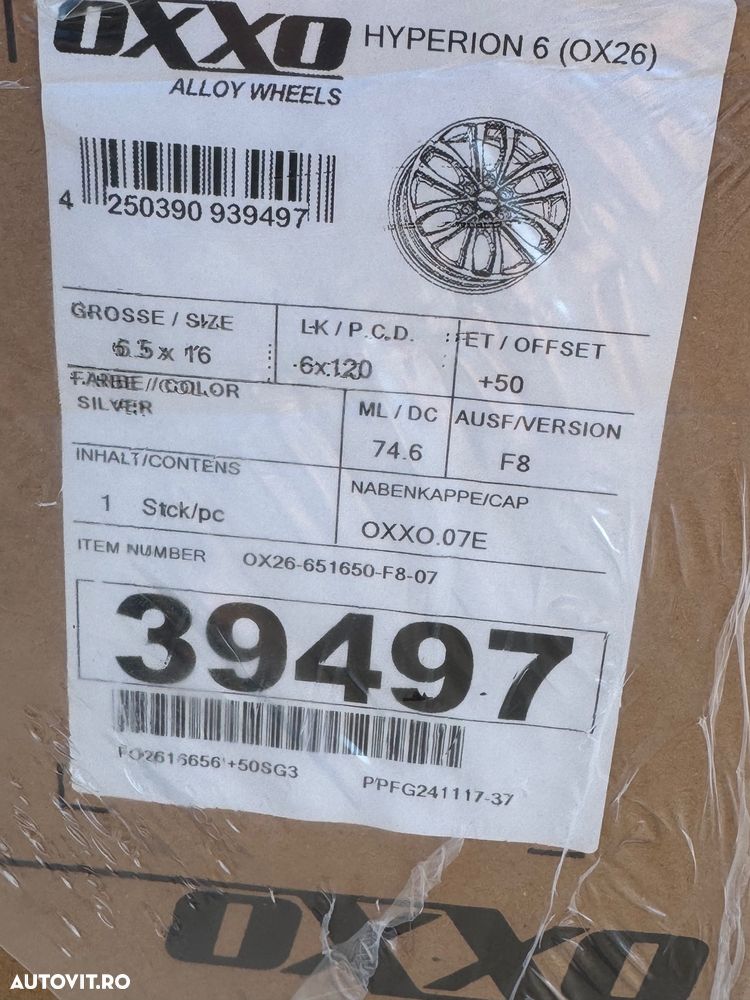 OXXO
HYPERION 6 (OX26)
ALLOY WHEELS
4 250390 939497
GROSSE / SIZE
6.5 x 16
LK / P.C.D.
6x120
ET / OFFSET
+50
FARBE / COLOR
SILVER
ML / DC
74.6
AUSF/VERSION
F8
INHALT/CONTENS
1 Stck/pc
NABENKAPPE/CAP
OXXO.07E
ITEM NUMBER OX26-651650-F8-07
39497
+50SG3
PPFG241117-37
OXXO
AUTOVIT.RO